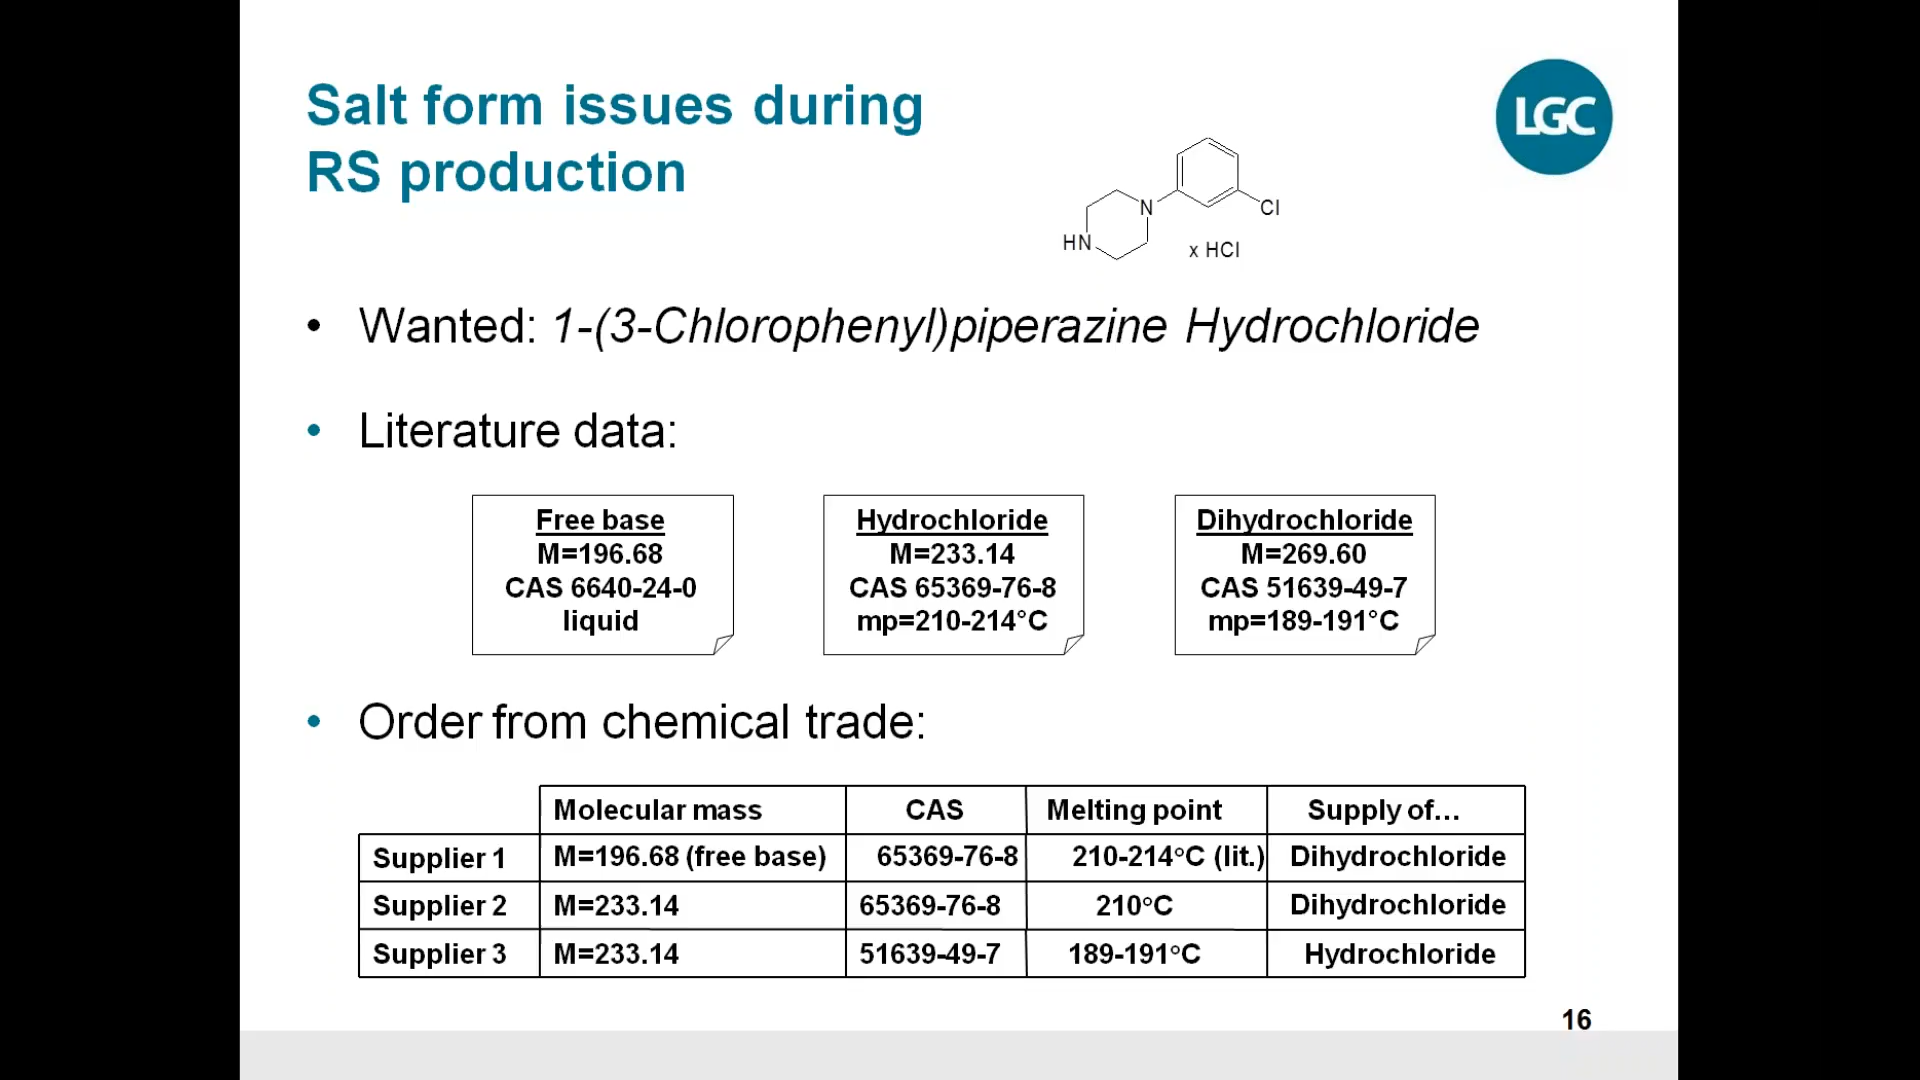 Salt form issues during
RS production
LGC
N
Cl
HN
x HCl
• Wanted: 1-(3-Chlorophenyl)piperazine Hydrochloride
• Literature data:
Free base
M=196.68
CAS 6640-24-0
liquid
Hydrochloride
M=233.14
CAS 65369-76-8
mp=210-214°C
Dihydrochloride
M=269.60
CAS 51639-49-7
mp=189-191°C
• Order from chemical trade:
Molecular mass CAS Melting point Supply of...
Supplier 1 M=196.68 (free base) 65369-76-8 210-214°C (lit.) Dihydrochloride
Supplier 2 M=233.14 65369-76-8 210°C Dihydrochloride
Supplier 3 M=233.14 51639-49-7 189-191°C Hydrochloride
16